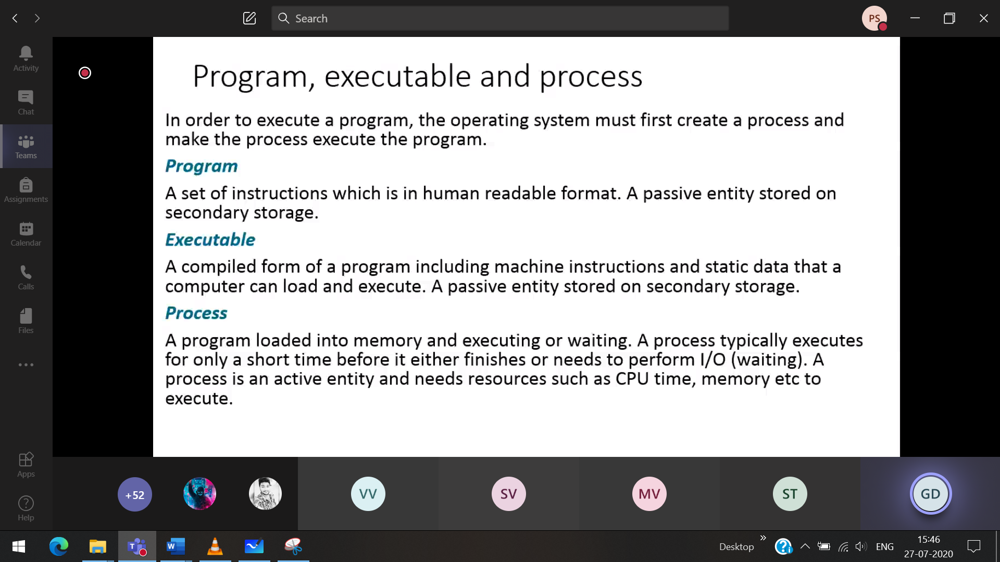 Search
PS
Activity
Chat
Teams
Assignments
Calendar
Calls
Files
Apps
Help
Program, executable and process
In order to execute a program, the operating system must first create a process and
make the process execute the program.
Program
A set of instructions which is in human readable format. A passive entity stored on
secondary storage.
Executable
A compiled form of a program including machine instructions and static data that a
computer can load and execute. A passive entity stored on secondary storage.
Process
A program loaded into memory and executing or waiting. A process typically executes
for only a short time before it either finishes or needs to perform I/O (waiting). A
process is an active entity and needs resources such as CPU time, memory etc to
execute.
+52
VV
SV
MV
ST
GD
Desktop
ENG
15:46
27-07-2020